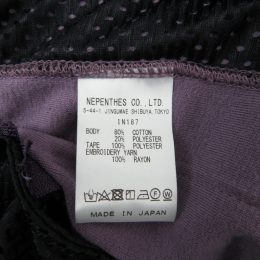 NEPENTHES CO., LTD.
5-44-1 JINGUMAE SHIBUYA, TOKYO
IN187
BODY 80% COTTON
20% POLYESTER
TAPE 100% POLYESTER
EMBROIDERY YARN
100% RAYON
MADE IN JAPAN